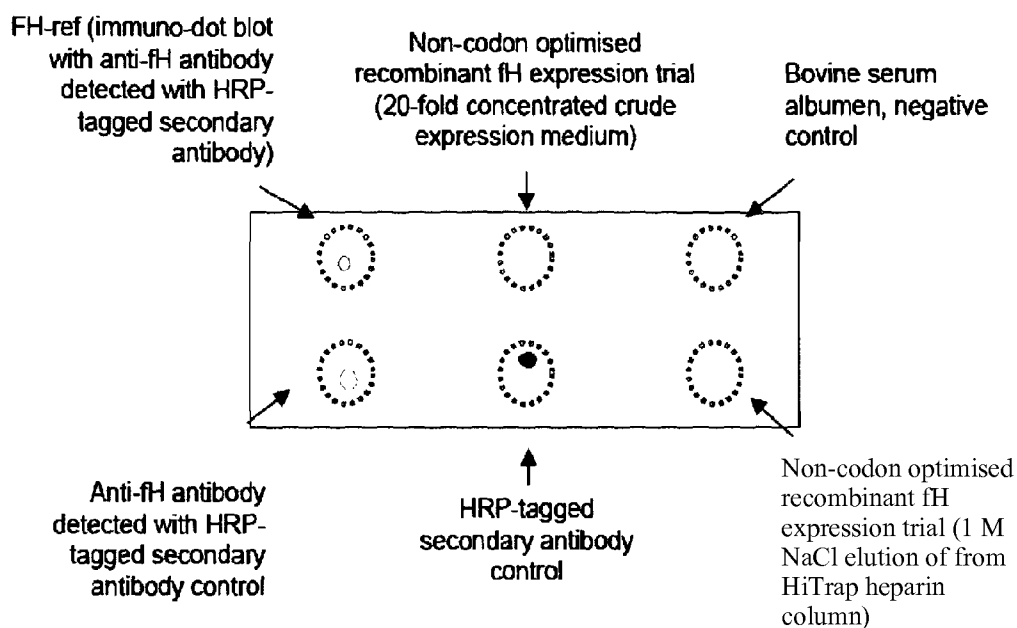 FH-ref (immuno-dot blot
with anti-fH antibody
detected with HRP-
tagged secondary
antibody)
Non-codon optimised
recombinant fH expression trial
(20-fold concentrated crude
expression medium)
Bovine serum
albumen, negative
control
Anti-fH antibody
detected with HRP-
tagged secondary
antibody control
HRP-tagged
secondary antibody
control
Non-codon optimised
recombinant fH
expression trial (1 M
NaCl elution of from
HiTrap heparin
column)